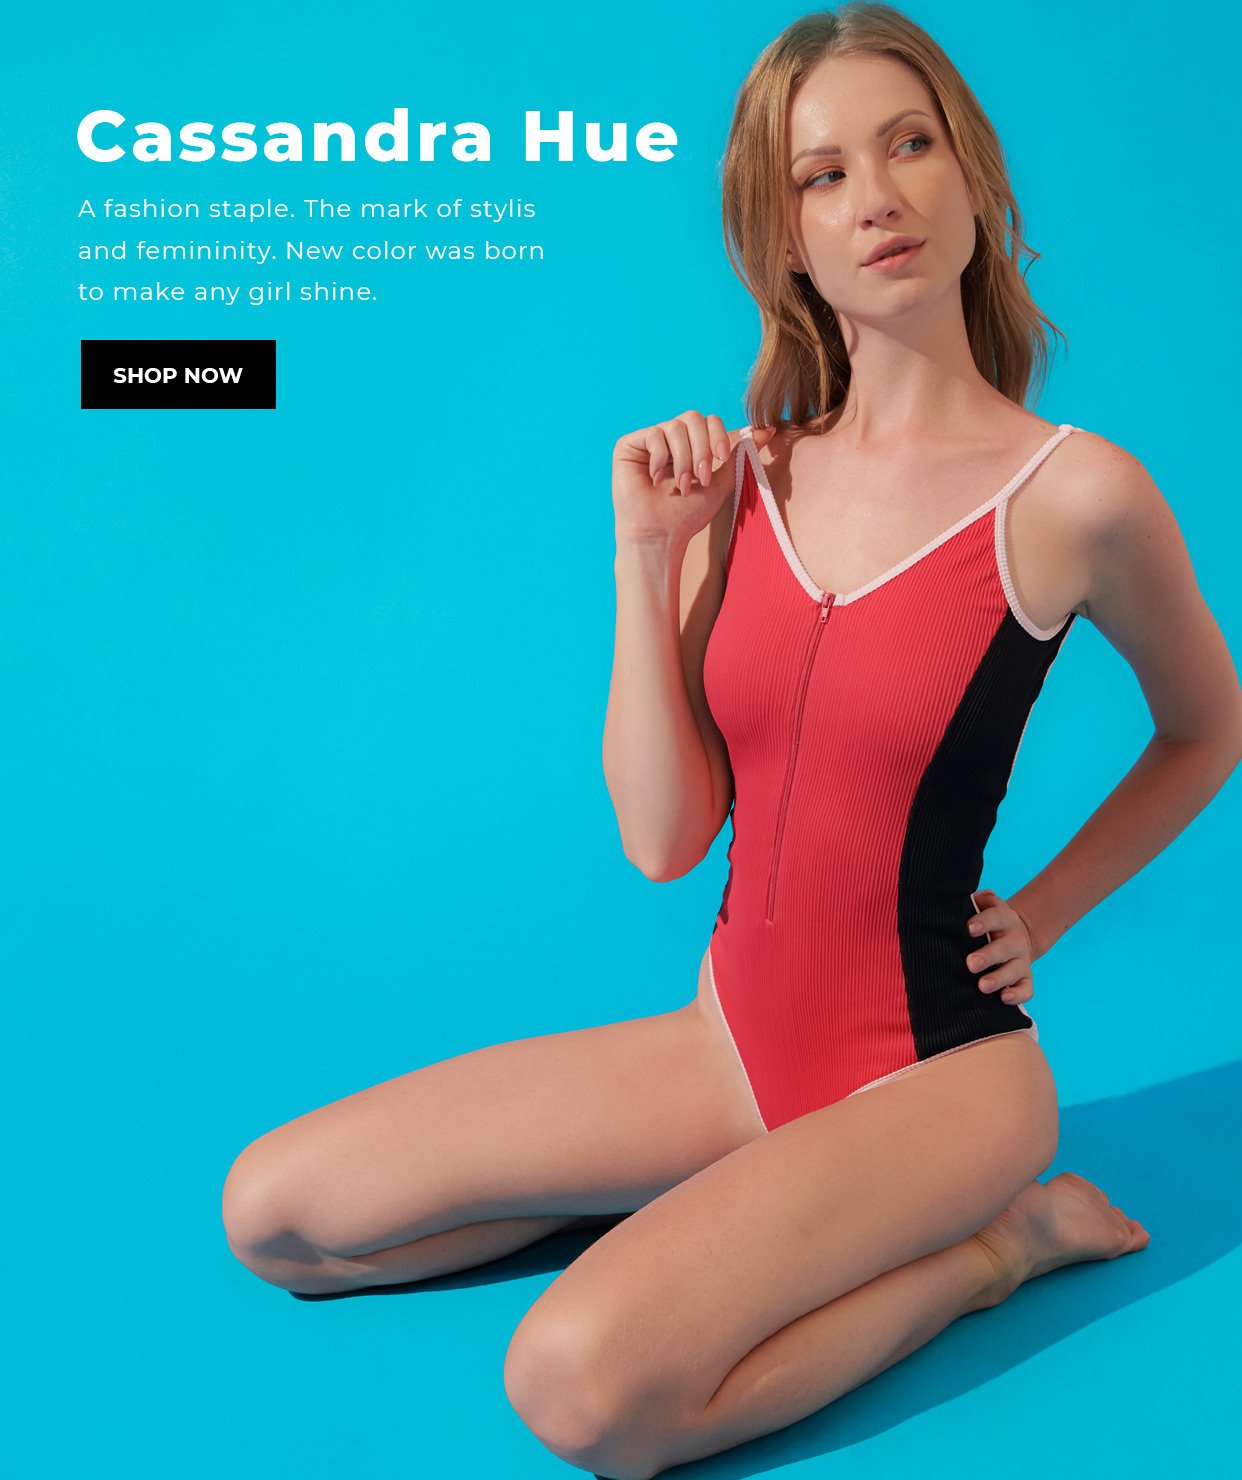 Cassandra Hue
A fashion staple. The mark of stylis
and femininity. New color was born
to make any girl shine.
SHOP NOW